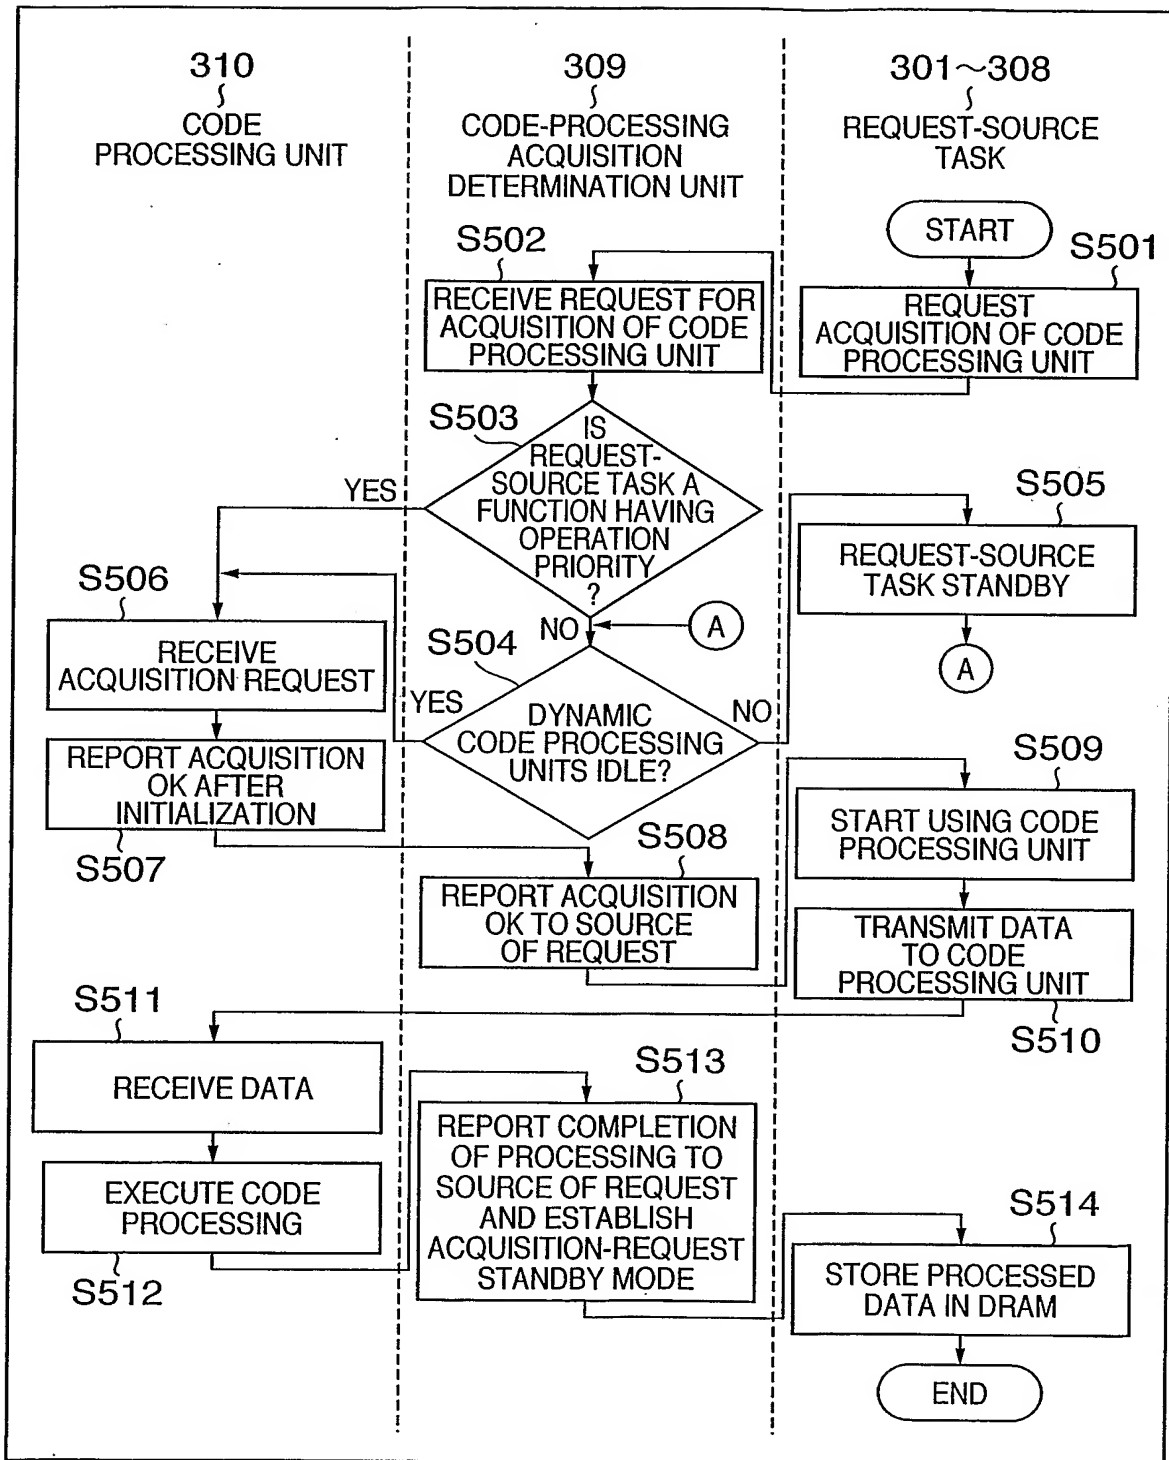 310
CODE
PROCESSING UNIT
309
CODE-PROCESSING
ACQUISITION
DETERMINATION UNIT
301～308
REQUEST-SOURCE
TASK
START
S501
REQUEST
ACQUISITION OF CODE
PROCESSING UNIT
S502
RECEIVE REQUEST FOR
ACQUISITION OF CODE
PROCESSING UNIT
S503
IS
REQUEST-
SOURCE TASK A
FUNCTION HAVING
OPERATION
PRIORITY
?
YES
NO
A
S504
DYNAMIC
CODE PROCESSING
UNITS IDLE?
YES
NO
S505
REQUEST-SOURCE
TASK STANDBY
A
S506
RECEIVE
ACQUISITION REQUEST
REPORT ACQUISITION
OK AFTER
INITIALIZATION
S507
S508
REPORT ACQUISITION
OK TO SOURCE
OF REQUEST
S509
START USING CODE
PROCESSING UNIT
TRANSMIT DATA
TO CODE
PROCESSING UNIT
S510
S511
RECEIVE DATA
EXECUTE CODE
PROCESSING
S512
S513
REPORT COMPLETION
OF PROCESSING TO
SOURCE OF REQUEST
AND ESTABLISH
ACQUISITION-REQUEST
STANDBY MODE
S514
STORE PROCESSED
DATA IN DRAM
END